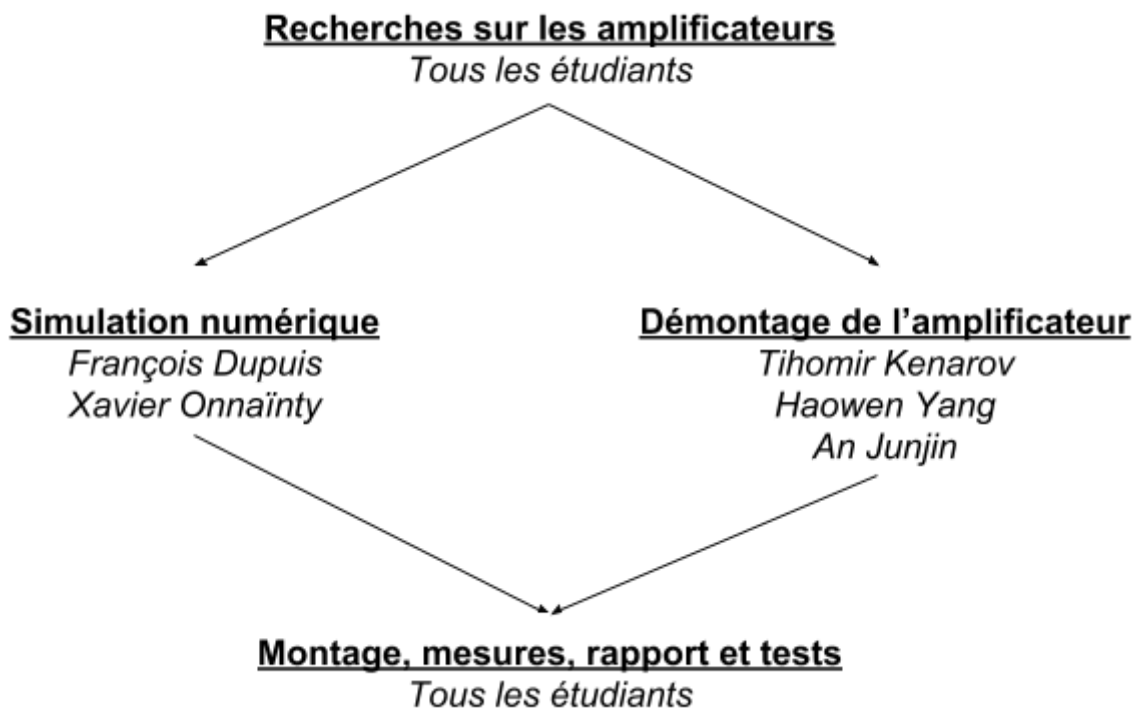 Recherches sur les amplificateurs
Tous les étudiants
Simulation numérique
François Dupuis
Xavier Onnaïnty
Démontage de l’amplificateur
Tihomir Kenarov
Haowen Yang
An Junjin
Montage, mesures, rapport et tests
Tous les étudiants